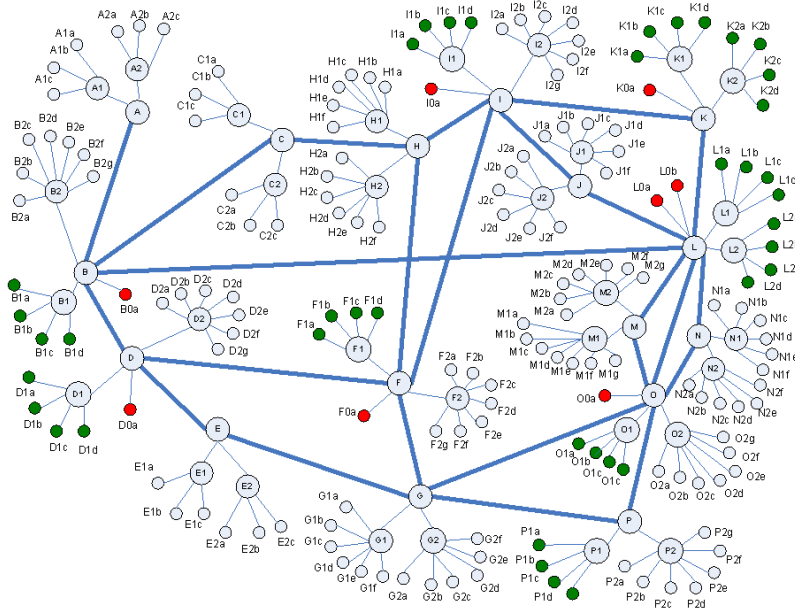 A2a
A2b
A2c
A1a
A1b
A1c
A2
A1
A
I1b
I1c
I1d
I1a
I1
I2b
I2c
I2a
I2d
I2e
I2f
I2g
I2
I0a
I
K1c
K1d
K1b
K1a
K1
K2a
K2b
K2c
K2d
K2
K0a
K
C1a
C1b
C1c
C1
C
C2
C2a
C2b
C2c
H1c
H1b
H1a
H1d
H1e
H1f
H1
H
H2a
H2b
H2c
H2d
H2e
H2f
H2
J1b
J1c
J1a
J1d
J1e
J1f
J1
J
J2a
J2b
J2c
J2d
J2e
J2f
J2
L1a
L1b
L1c
L1c
L0b
L0a
L1
L
L2
L2
L2
L2
L2d
B2d
B2c
B2e
B2f
B2b
B2g
B2a
B2
B
B1a
B1b
B1c
B1d
B1
B0a
D2c
D2b
D2a
D2d
D2e
D2f
D2g
D2
D
D1a
D1b
D1c
D1d
D1
D0a
F1c
F1d
F1b
F1a
F1
F
F0a
F2a
F2b
F2c
F2d
F2e
F2f
F2g
F2
M2f
M2e
M2d
M2g
M2c
M2b
M2a
M2
M
M1a
M1b
M1c
M1d
M1e
M1f
M1g
M1
N1a
N1b
N1c
N1d
N1e
N1f
N1
N
N2
N2a
N2b
N2c
N2d
N2e
N2f
O0a
O
O1
O1a
O1b
O1c
O1c
O2
O2g
O2f
O2e
O2d
O2c
O2b
O2a
E
E1a
E1
E1b
E1c
E2
E2a
E2b
E2c
G
G1a
G1b
G1c
G1d
G1e
G1f
G1
G2
G2f
G2e
G2d
G2c
G2b
G2a
P
P1a
P1b
P1c
P1d
P1
P2
P2g
P2f
P2e
P2d
P2c
P2b
P2a